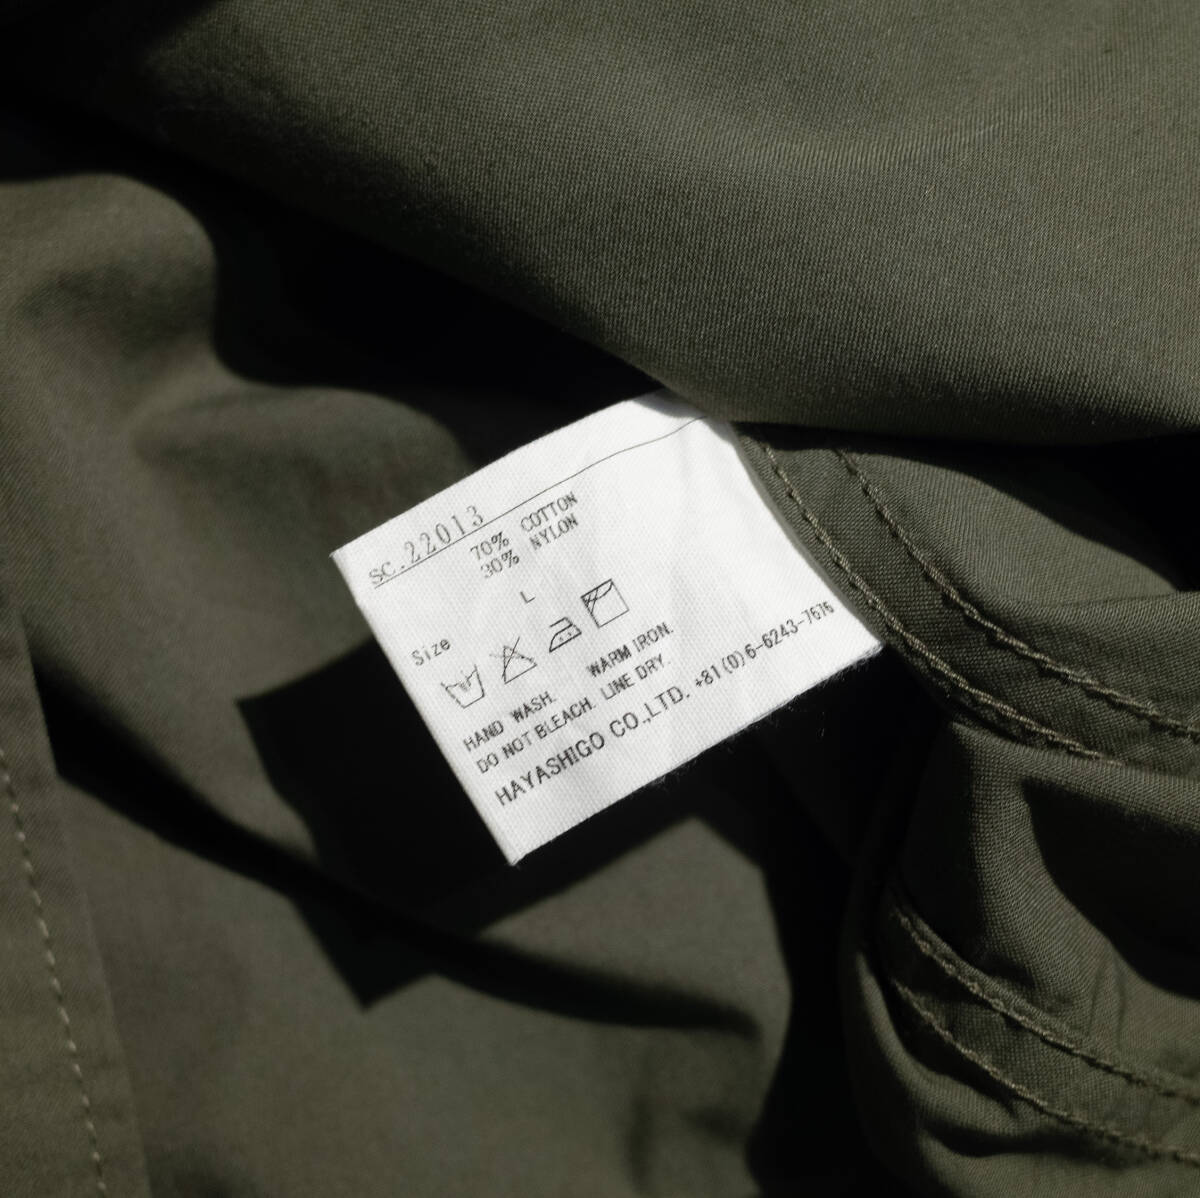 SC.22013
70% COTTON
30% NYLON
Size L
HAND WASH. WARM IRON.
DO NOT BLEACH. LINE DRY.
HAYASHIGO CO.,LTD. +81(0)6-6243-7676